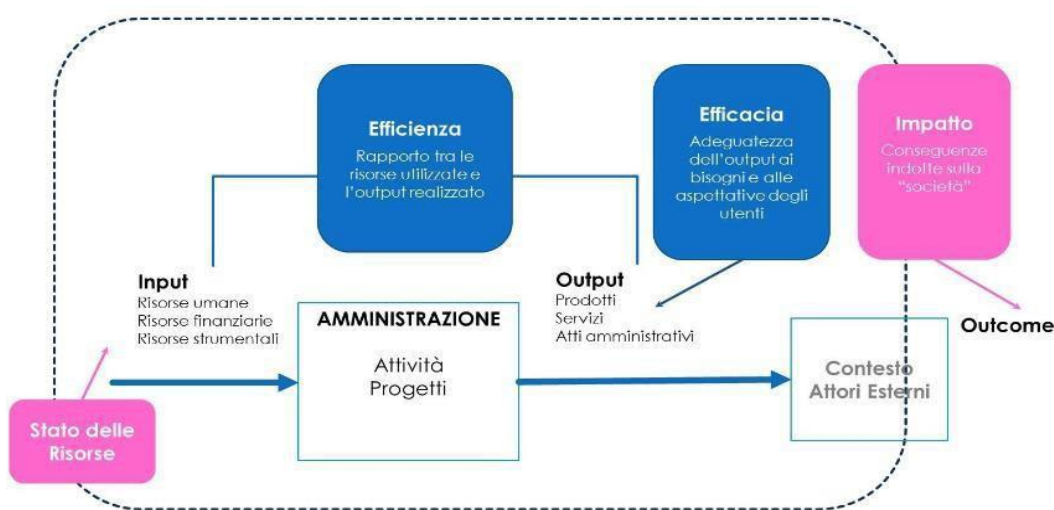 Efficienza
Rapporto tra le
risorse utilizzate e
l'output realizzato
Efficacia
Adeguatezza
dell'output ai
bisogni e alle
aspettative degli
utenti
Impatto
Conseguenze
indotte sulla
"società"
Input
Risorse umane
Risorse finanziarie
Risorse strumentali
AMMINISTRAZIONE
Attività
Progetti
Output
Prodotti
Servizi
Atti amministrativi
Outcome
Contesto
Attori Esterni
Stato delle
Risorse